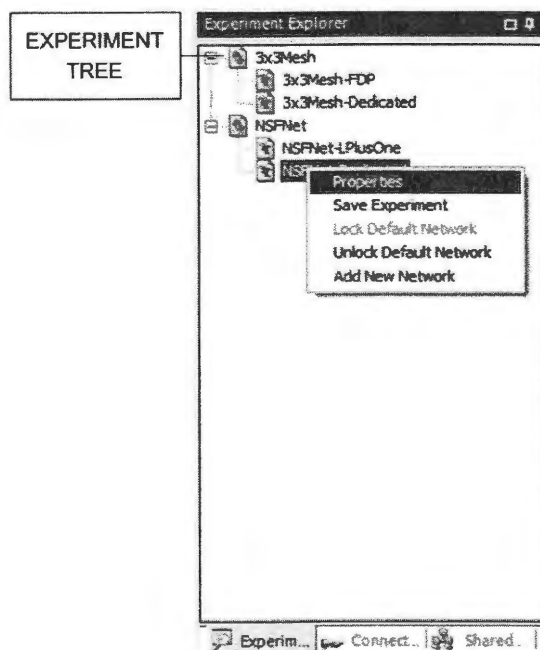 EXPERIMENT
TREE
Experiment Explorer
3x3Mesh
3x3Mesh-FDP
3x3Mesh-Dedicated
NSFNet
NSFNet-LPlusOne
Properties
Save Experiment
Lock Default Network
Unlock Default Network
Add New Network
Experim... Connect... Shared...